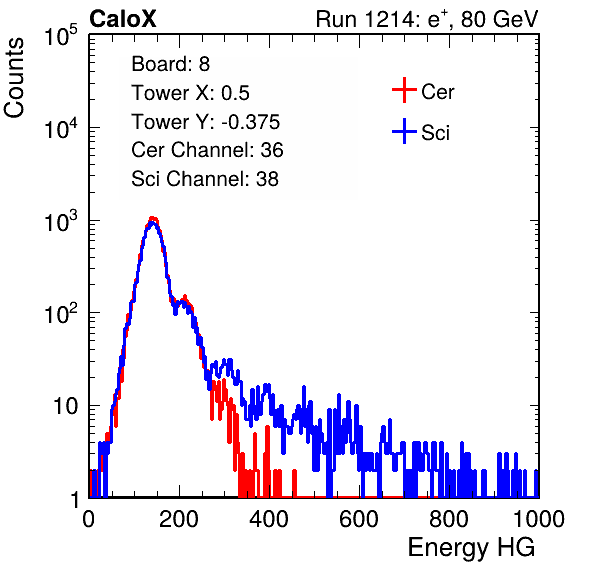 CaloX Run 1214: e⁺, 80 GeV
Counts
10⁵
10⁴
10³
10²
10
1
Board: 8
Tower X: 0.5
Tower Y: -0.375
Cer Channel: 36
Sci Channel: 38
Cer
Sci
0 200 400 600 800 1000
Energy HG